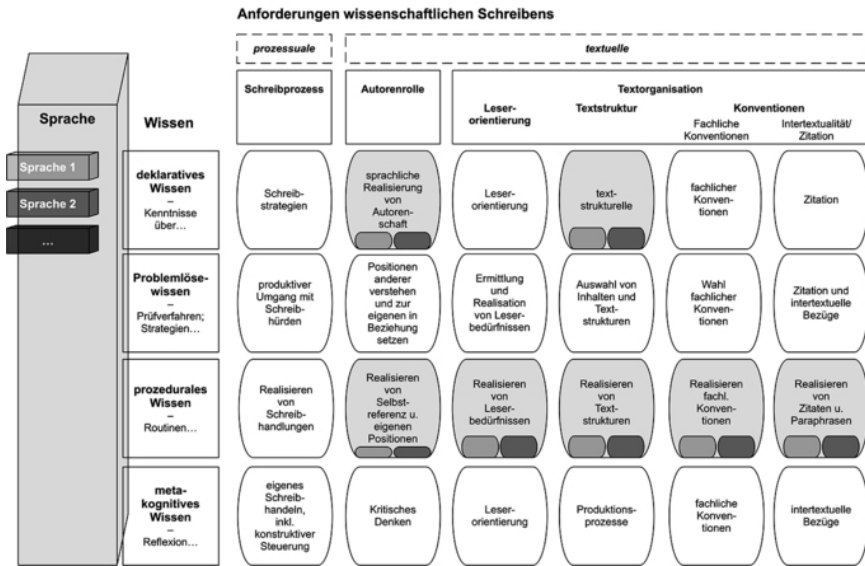 Anforderungen wissenschaftlichen Schreibens
prozessuale
textuelle
Schreibprozess
Autorenrolle
Textorganisation
Leser-
orientierung
Textstruktur
Konventionen
Fachliche
Konventionen
Intertextualität/
Zitation
Sprache
Wissen
Sprache 1
Sprache 2
...
deklaratives
Wissen
–
Kenntnisse
über...
Schreib-
strategien
sprachliche
Realisierung
von
Autoren-
schaft
Leser-
orientierung
text-
strukturelle
fachlicher
Konven-
tionen
Zitation
Problemlöse-
wissen
–
Prüfverfahren;
Strategien...
produktiver
Umgang mit
Schreib-
hürden
Positionen
anderer
verstehen
und zur
eigenen in
Beziehung
setzen
Ermittlung
und
Realisation
von Leser-
bedürfnissen
Auswahl von
Inhalten und
Text-
strukturen
Wahl
fachlicher
Konven-
tionen
Zitation und
intertextuelle
Bezüge
prozedurales
Wissen
–
Routinen...
Realisieren
von
Schreib-
handlungen
Realisieren
von
Selbst-
referenz u.
eigenen
Positionen
Realisieren
von
Leser-
bedürfnissen
Realisieren
von
Text-
strukturen
Realisieren
fachl.
Konven-
tionen
Realisieren
von
Zitaten u.
Paraphrasen
meta-
kognitives
Wissen
–
Reflexion...
eigenes
Schreib-
handeln,
inkl.
konstruktiver
Steuerung
Kritisches
Denken
Leser-
orientierung
Produktions-
prozesse
fachliche
Konven-
tionen
intertextuelle
Bezüge